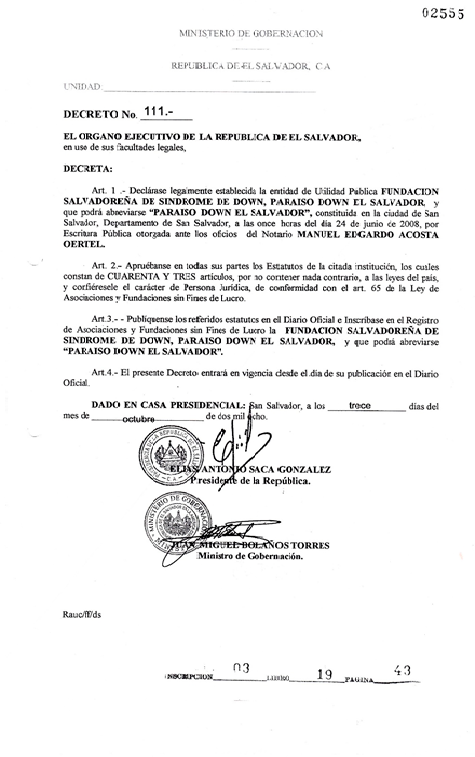 02555
MINISTERIO DE GOBERNACION
REPUBLICA DE EL SALVADOR, C A
UNIDAD:
DECRETO No. 111.-
EL ORGANO EJECUTIVO DE LA REPUBLICA DE EL SALVADOR,
en uso de sus facultades legales,
DECRETA:
Art. 1 .- Declárase legalmente establecida la entidad de Utilidad Publica FUNDACION
SALVADOREÑA DE SINDROME DE DOWN, PARAISO DOWN EL SALVADOR, y
que podrá abreviarse "PARAISO DOWN EL SALVADOR", constituida en la ciudad de San
Salvador, Departamento de San Salvador, a las once horas del día 24 de junio de 2008, por
Escritura Pública otorgada ante llos oficios del Notario MANUEL EDGARDO ACOSTA
OERTEL.
Art. 2.- Apruébanse en todas sus partes los Estatutos de la citada institución, los cuales
constan de CUARENTA Y TRES artículos, por no contener nada contrario, a las leyes del país,
y confiéresele el carácter de Persona Jurídica, de conformidad con el art. 65 de la Ley de
Asociaciones y Fundaciones sin Fines de Lucro.
Art.3.- - Publíquense los referidos estatutos en el Diario Oficial e Inscríbase en el Registro
de Asociaciones y Fundaciones sin Fines de Lucro la FUNDACION SALVADOREÑA DE
SINDROME DE DOWN, PARAISO DOWN EL SALVADOR, y que podrá abreviarse
"PARAISO DOWN EL SALVADOR".
Art.4.- El presente Decreto entrará en vigencia desde el día de su publicación en el Diario
Oficial.
DADO EN CASA PRESIDENCIAL: San Salvador, a los trece días del
mes de octubre de dos mil ocho.
ELIAS ANTONIO SACA GONZALEZ
Presidente de la República.
MINISTERIO DE GOBERNACION
JUAN MIGUEL BOLAÑOS TORRES
Ministro de Gobernación.
Rauc/ff/ds
INSCRIPCION 03 LIBRO 19 PAGINA 43